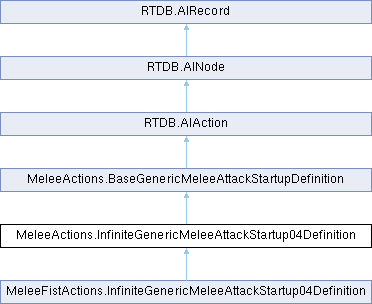 RTDB.AIRecord
RTDB.AINode
RTDB.AIAction
MeleeActions.BaseGenericMeleeAttackStartupDefinition
MeleeActions.InfiniteGenericMeleeAttackStartup04Definition
MeleeFistActions.InfiniteGenericMeleeAttackStartup04Definition